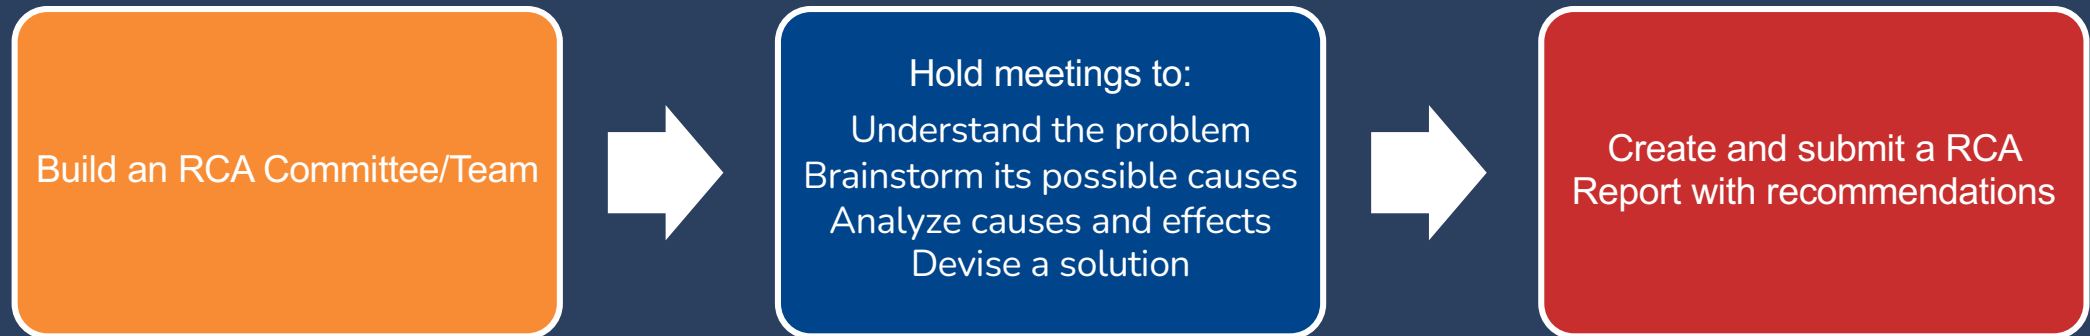 Build an RCA Committee/Team
Hold meetings to:
Understand the problem
Brainstorm its possible causes
Analyze causes and effects
Devise a solution
Create and submit a RCA
Report with recommendations